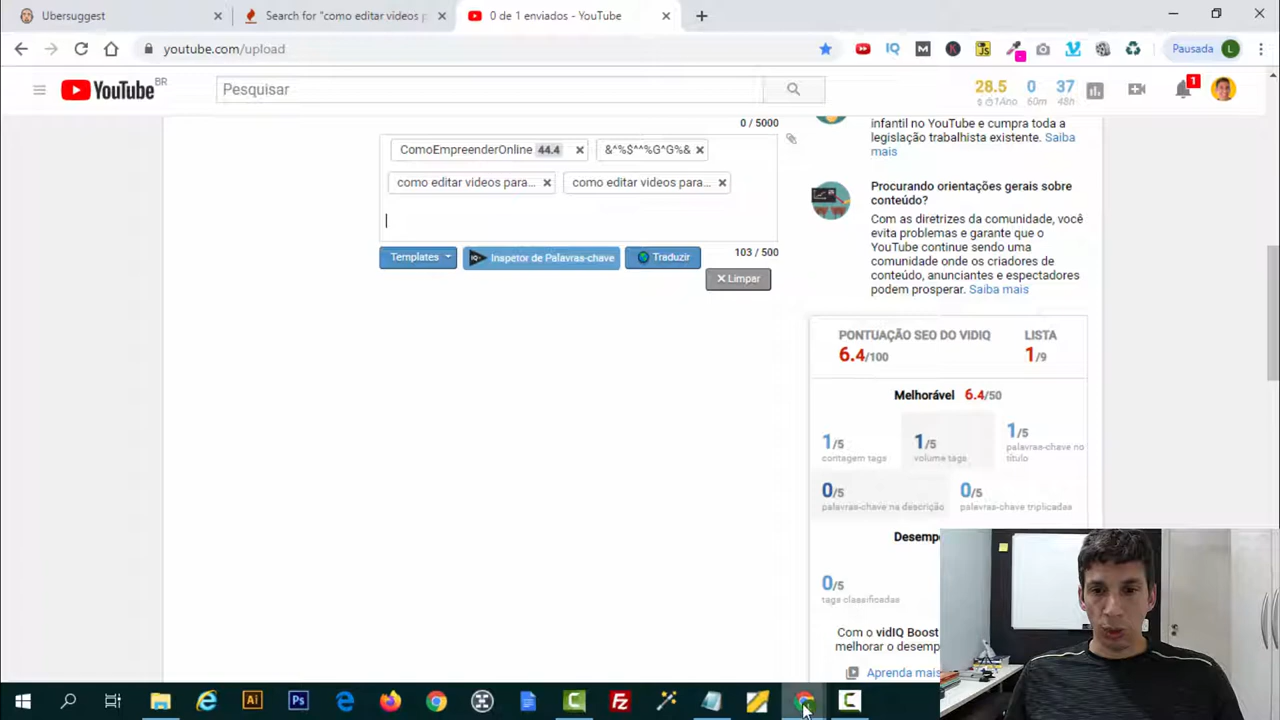 Ubersuggest
Search for "como editar videos p
0 de 1 enviados - YouTube
youtube.com/upload
Pausada
L
YouTube BR
Pesquisar
28.5 0 37
1Ano 60m 48h
1
0 / 5000
ComoEmpreenderOnline 44.4
&^%$^^%G^G%&
como editar videos para...
como editar videos para...
Templates
Inspetor de Palavras-chave
Traduzir
103 / 500
Limpar
infantil no YouTube e cumpra toda a
legislação trabalhista existente. Saiba
mais
Procurando orientações gerais sobre
conteúdo?
Com as diretrizes da comunidade, você
evita problemas e garante que o
YouTube continue sendo uma
comunidade onde os criadores de
conteúdo, anunciantes e espectadores
podem prosperar. Saiba mais
PONTUAÇÃO SEO DO VIDIQ LISTA
6.4/100 1/9
Melhorável 6.4/50
1/5 1/5 1/5
contagem tags volume tags palavras-chave no
título
0/5 0/5
palavras-chave na descrição palavras-chave triplicadas
Desemp
0/5
tags classificadas
Com o vidIQ Boost
melhorar o desemp
Aprenda mais